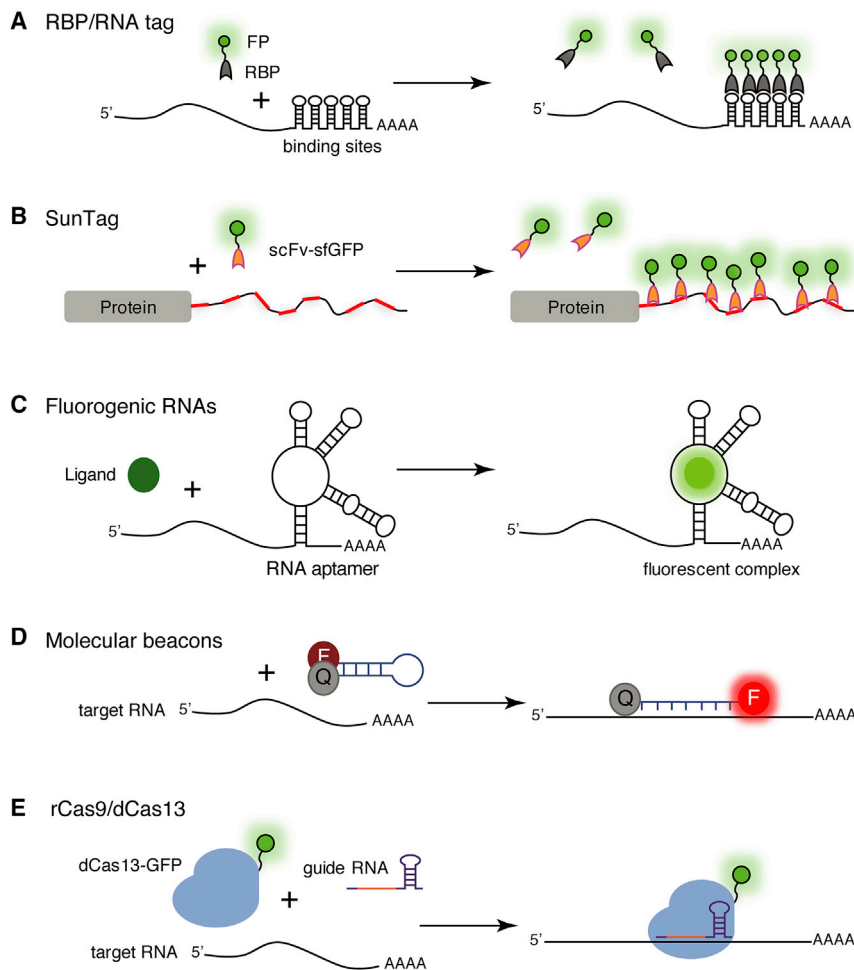 A RBP/RNA tag
FP
RBP
+
5’
AAAA
binding sites
5’
AAAA
B SunTag
+
scFv-sfGFP
Protein
Protein
C Fluorogenic RNAs
Ligand
+
5’
AAAA
RNA aptamer
5’
AAAA
fluorescent complex
D Molecular beacons
+
F
Q
target RNA 5’
AAAA
Q
F
5’
AAAA
E rCas9/dCas13
dCas13-GFP
+
guide RNA
target RNA 5’
AAAA
5’
AAAA